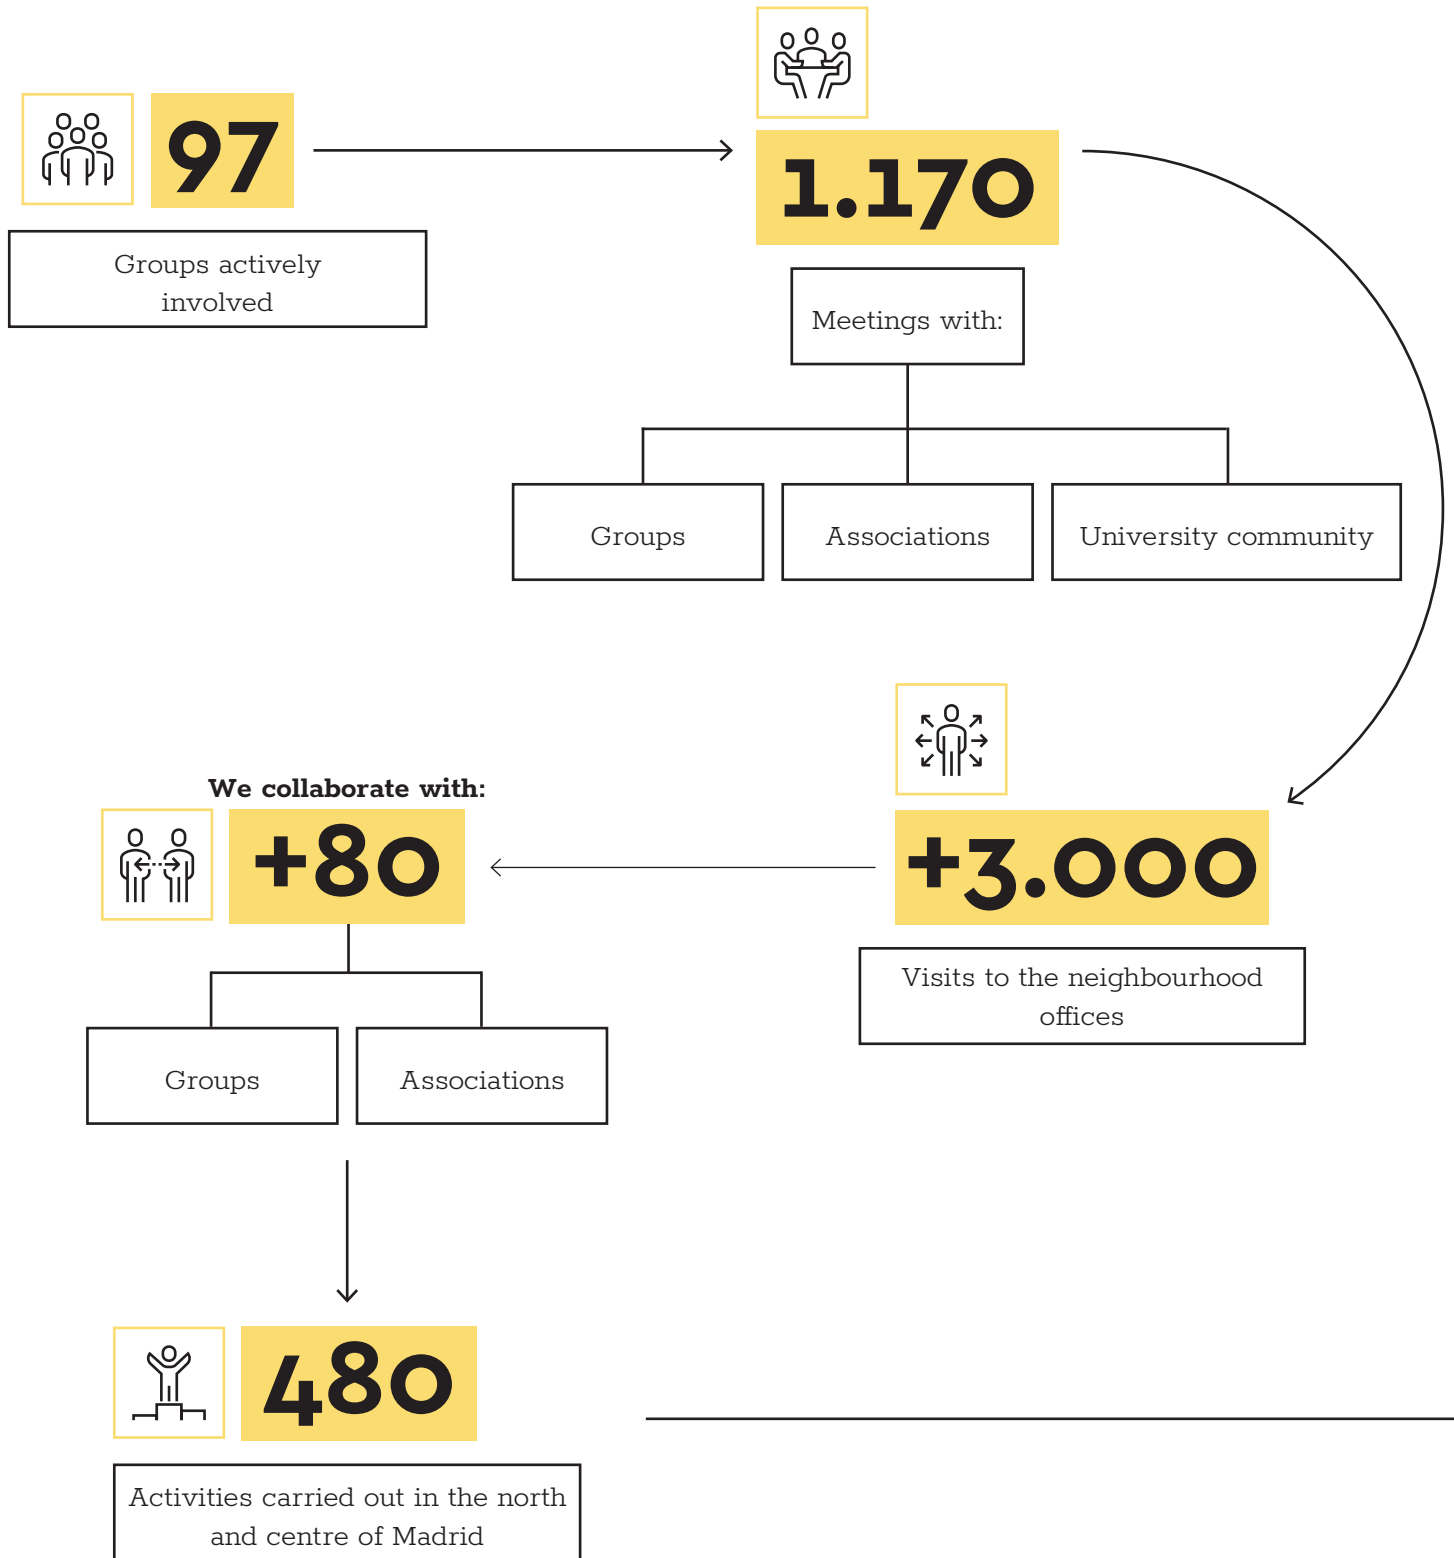 97
Groups actively
involved
1.170
Meetings with:
Groups
Associations
University community
+3.000
Visits to the neighbourhood
offices
We collaborate with:
+80
Groups
Associations
480
Activities carried out in the north
and centre of Madrid